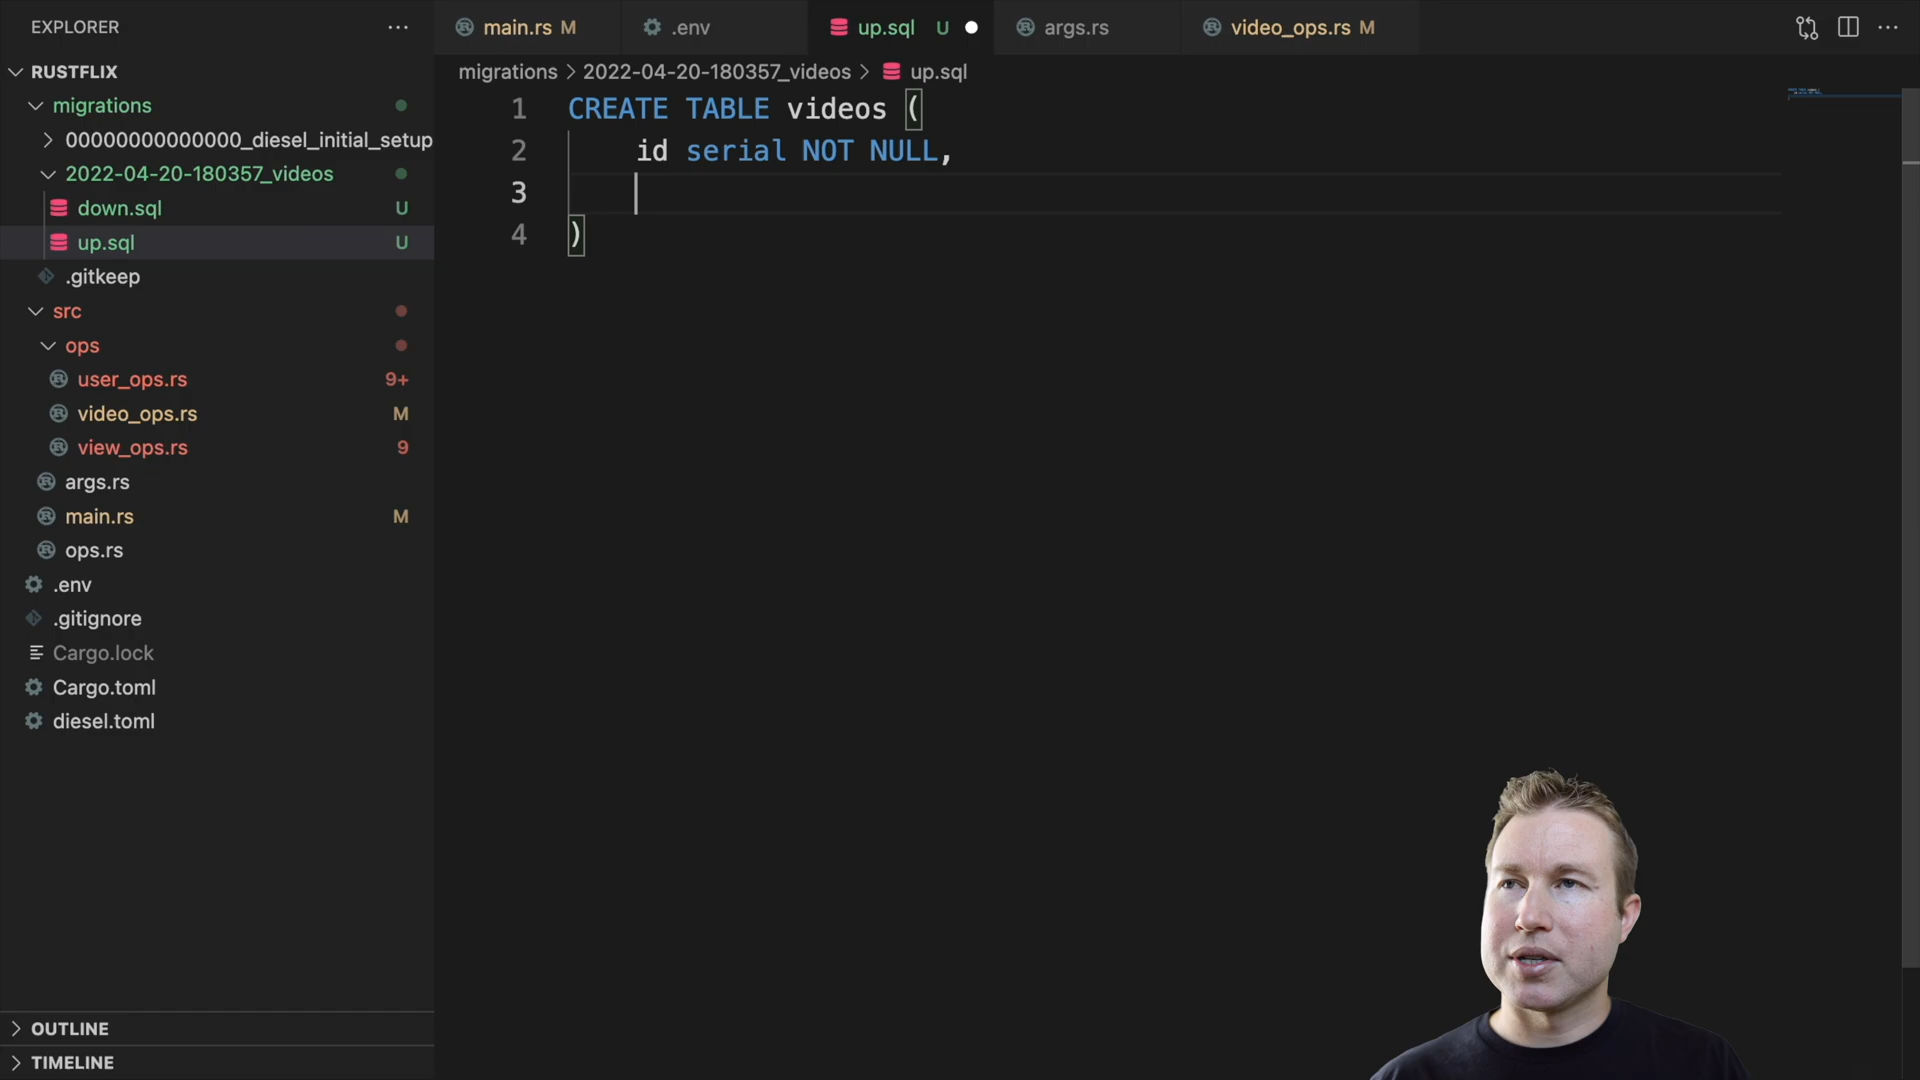 EXPLORER
RUSTFLIX
migrations
00000000000000_diesel_initial_setup
2022-04-20-180357_videos
down.sql U
up.sql U
.gitkeep
src
ops
user_ops.rs 9+
video_ops.rs M
view_ops.rs 9
args.rs
main.rs M
ops.rs
.env
.gitignore
Cargo.lock
Cargo.toml
diesel.toml
OUTLINE
TIMELINE
main.rs M .env up.sql U args.rs video_ops.rs M
migrations > 2022-04-20-180357_videos > up.sql
1 CREATE TABLE videos (
2 id serial NOT NULL,
3
4 )